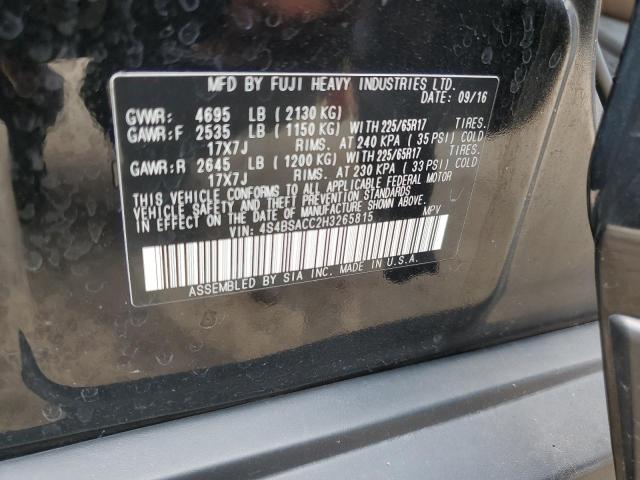 MFD BY FUJI HEAVY INDUSTRIES LTD.
DATE: 09/16
GVWR: 4695 LB (2130 KG)
GAWR:F 2535 LB (1150 KG) WITH 225/65R17 TIRES.
17X7J RIMS. AT 240 KPA (35 PSI) COLD
GAWR:R 2645 LB (1200 KG) WITH 225/65R17 TIRES.
17X7J RIMS. AT 230 KPA (33 PSI) COLD
THIS VEHICLE CONFORMS TO ALL APPLICABLE FEDERAL MOTOR
VEHICLE SAFETY AND THEFT PREVENTION STANDARDS
IN EFFECT ON THE DATE OF MANUFACTURE SHOWN ABOVE.
VIN: 4S4BSACC2H3265815 MPV
ASSEMBLED BY SIA INC. MADE IN U.S.A.